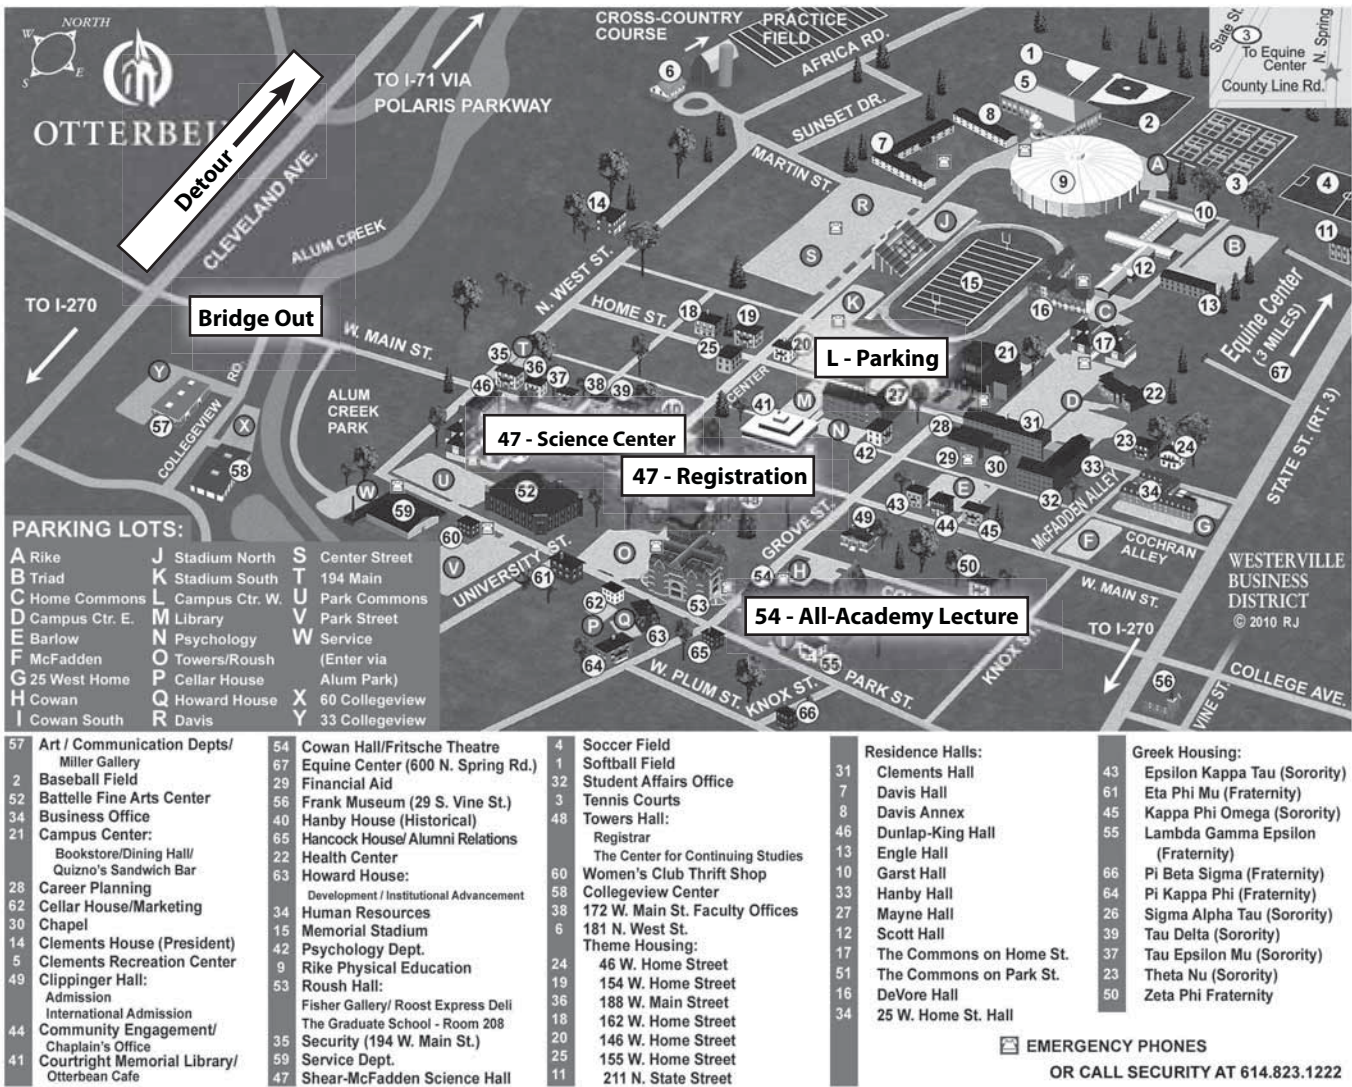 NORTH
W
E
S
OTTERBEI
Detour
CLEVELAND AVE.
TO I-71 VIA
POLARIS PARKWAY
ALUM CREEK
TO I-270
Bridge Out
W. MAIN ST.
ALUM
CREEK
PARK
COLLEGEVIEW
RD
CROSS-COUNTRY
COURSE
PRACTICE
FIELD
AFRICA RD.
SUNSET DR.
MARTIN ST.
N. WEST ST.
HOME ST.
CENTER
State St.
N. Spring
3
To Equine
Center
County Line Rd.
Equine Center
(3 MILES)
67
STATE ST. (RT. 3)
L - Parking
47 - Science Center
47 - Registration
54 - All-Academy Lecture
GROVE ST.
McFADDEN ALLEY
COCHRAN
ALLEY
W. MAIN ST.
TO I-270
UNIVERSITY ST.
W. PLUM ST.
KNOX ST.
PARK ST.
KNOX S
COLLEGE AVE.
VINE ST.
WESTERVILLE
BUSINESS
DISTRICT
© 2010 RJ
PARKING LOTS:
A Rike
B Triad
C Home Commons
D Campus Ctr. E.
E Barlow
F McFadden
G 25 West Home
H Cowan
I Cowan South
J Stadium North
K Stadium South
L Campus Ctr. W.
M Library
N Psychology
O Towers/Roush
P Cellar House
Q Howard House
R Davis
S Center Street
T 194 Main
U Park Commons
V Park Street
W Service
(Enter via
Alum Park)
X 60 Collegeview
Y 33 Collegeview
57 Art / Communication Depts/
Miller Gallery
2 Baseball Field
52 Battelle Fine Arts Center
34 Business Office
21 Campus Center:
Bookstore/Dining Hall/
Quizno's Sandwich Bar
28 Career Planning
62 Cellar House/Marketing
30 Chapel
14 Clements House (President)
5 Clements Recreation Center
49 Clippinger Hall:
Admission
International Admission
44 Community Engagement/
Chaplain's Office
41 Courtright Memorial Library/
Otterbean Cafe
54 Cowan Hall/Fritsche Theatre
67 Equine Center (600 N. Spring Rd.)
29 Financial Aid
56 Frank Museum (29 S. Vine St.)
40 Hanby House (Historical)
65 Hancock House/ Alumni Relations
22 Health Center
63 Howard House:
Development / Institutional Advancement
34 Human Resources
15 Memorial Stadium
42 Psychology Dept.
9 Rike Physical Education
53 Roush Hall:
Fisher Gallery/ Roost Express Deli
The Graduate School - Room 208
35 Security (194 W. Main St.)
59 Service Dept.
47 Shear-McFadden Science Hall
4 Soccer Field
1 Softball Field
32 Student Affairs Office
3 Tennis Courts
48 Towers Hall:
Registrar
The Center for Continuing Studies
60 Women's Club Thrift Shop
58 Collegeview Center
38 172 W. Main St. Faculty Offices
6 181 N. West St.
Theme Housing:
24 46 W. Home Street
19 154 W. Home Street
36 188 W. Main Street
18 162 W. Home Street
20 146 W. Home Street
25 155 W. Home Street
11 211 N. State Street
Residence Halls:
31 Clements Hall
7 Davis Hall
8 Davis Annex
46 Dunlap-King Hall
13 Engle Hall
10 Garst Hall
33 Hanby Hall
27 Mayne Hall
12 Scott Hall
17 The Commons on Home St.
51 The Commons on Park St.
16 DeVore Hall
34 25 W. Home St. Hall
Greek Housing:
43 Epsilon Kappa Tau (Sorority)
61 Eta Phi Mu (Fraternity)
45 Kappa Phi Omega (Sorority)
55 Lambda Gamma Epsilon
(Fraternity)
66 Pi Beta Sigma (Fraternity)
64 Pi Kappa Phi (Fraternity)
26 Sigma Alpha Tau (Sorority)
39 Tau Delta (Sorority)
37 Tau Epsilon Mu (Sorority)
23 Theta Nu (Sorority)
50 Zeta Phi Fraternity
EMERGENCY PHONES
OR CALL SECURITY AT 614.823.1222